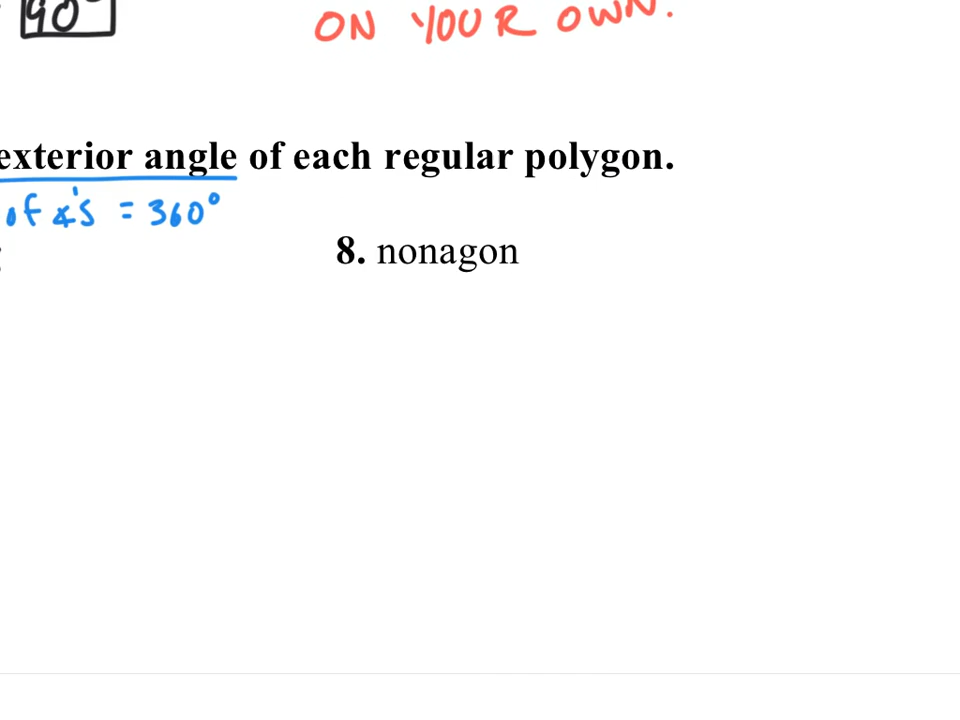 90°
ON YOUR OWN.
exterior angle of each regular polygon.
of ∡'s = 360°
8. nonagon